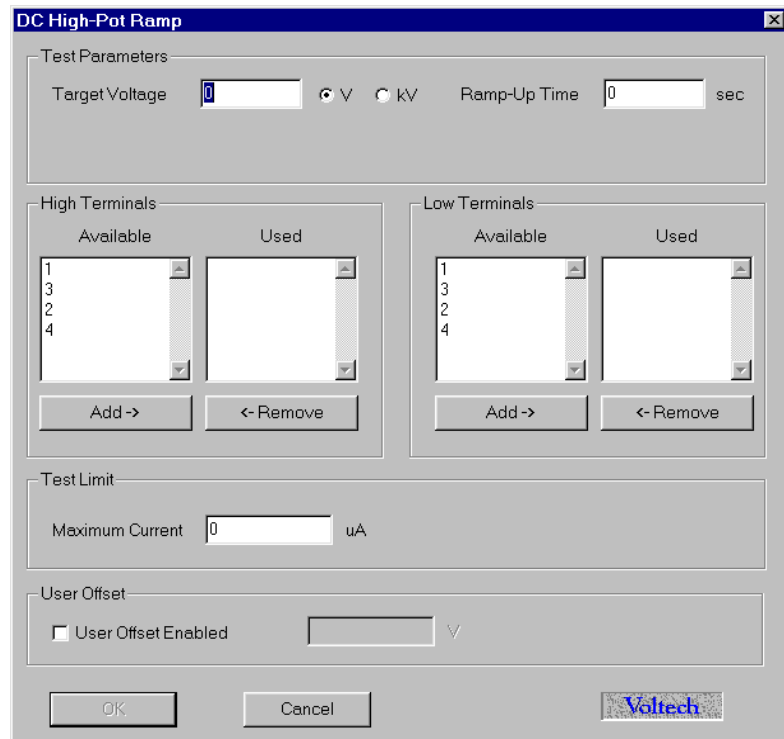 DC High-Pot Ramp
Test Parameters
Target Voltage 0 V kV Ramp-Up Time 0 sec
High Terminals Low Terminals
Available Used Available Used
1 1
3 3
2 2
4 4
Add -> <- Remove Add -> <- Remove
Test Limit
Maximum Current 0 uA
User Offset
User Offset Enabled V
OK Cancel Voltech